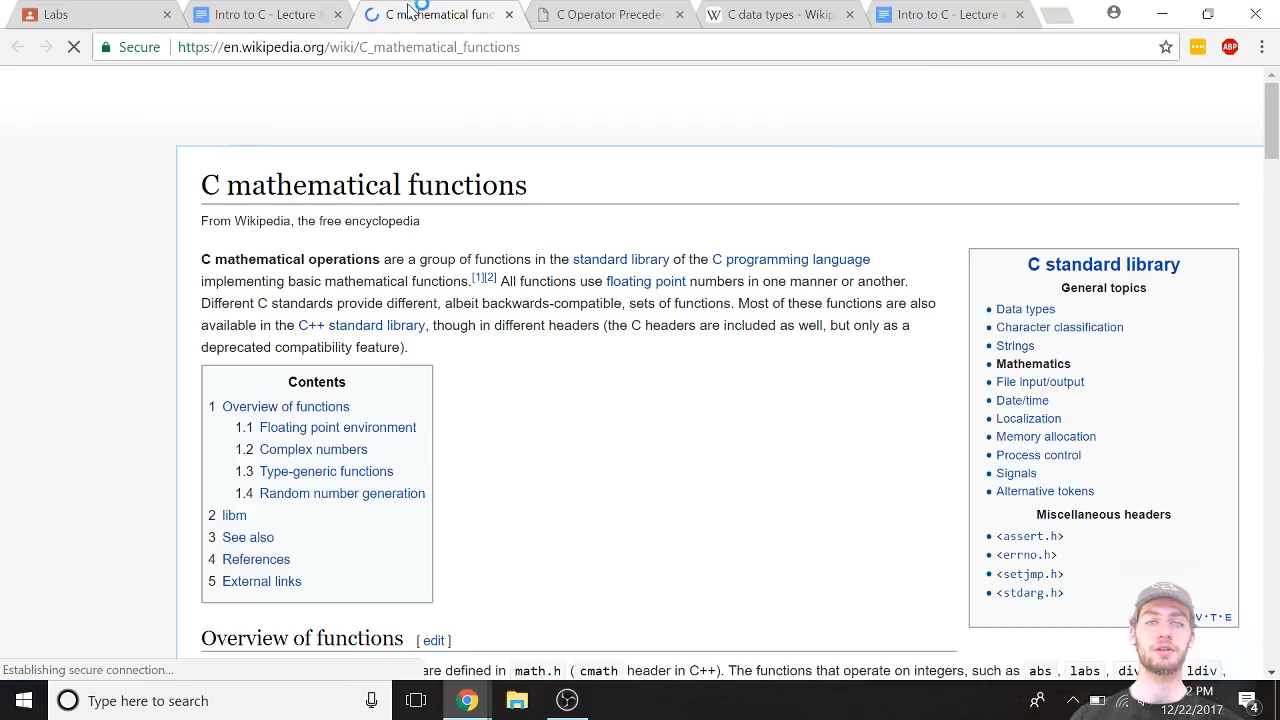 Labs
Intro to C - Lecture
C mathematical func
C Operator Preceder
data types - Wikip
Intro to C - Lecture
Secure
https://en.wikipedia.org/wiki/C_mathematical_functions
ABP
C mathematical functions
From Wikipedia, the free encyclopedia
C mathematical operations are a group of functions in the standard library of the C programming language
implementing basic mathematical functions.[1][2] All functions use floating point numbers in one manner or another.
Different C standards provide different, albeit backwards-compatible, sets of functions. Most of these functions are also
available in the C++ standard library, though in different headers (the C headers are included as well, but only as a
deprecated compatibility feature).
Contents
1 Overview of functions
1.1 Floating point environment
1.2 Complex numbers
1.3 Type-generic functions
1.4 Random number generation
2 libm
3 See also
4 References
5 External links
C standard library
General topics
Data types
Character classification
Strings
Mathematics
File input/output
Date/time
Localization
Memory allocation
Process control
Signals
Alternative tokens
Miscellaneous headers
<assert.h>
<errno.h>
<setjmp.h>
<stdarg.h>
V·T·E
Overview of functions [ edit ]
are defined in math.h ( cmath header in C++). The functions that operate on integers, such as abs , labs , div,
ldiv,
Establishing secure connection...
Type here to search
2 PM
12/22/2017
4